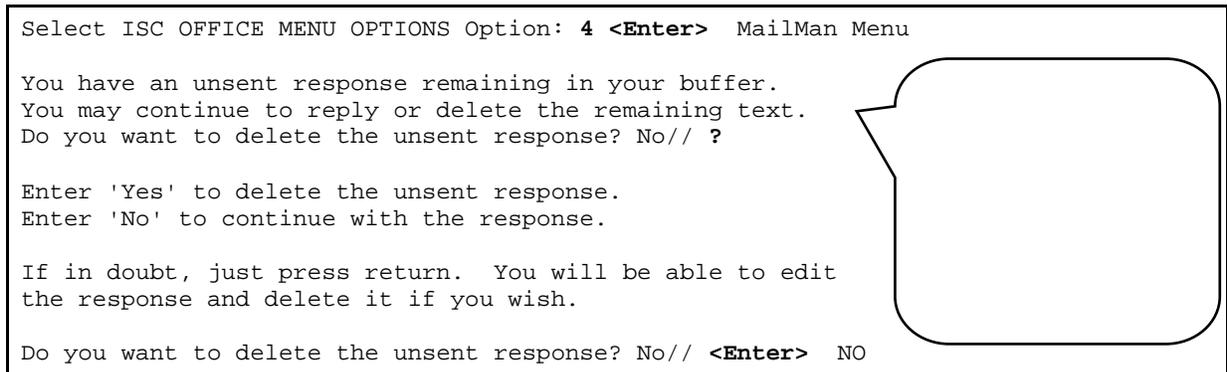 Select ISC OFFICE MENU OPTIONS Option: 4 <Enter>  MailMan Menu
You have an unsent response remaining in your buffer.
You may continue to reply or delete the remaining text.
Do you want to delete the unsent response? No// ?
Enter 'Yes' to delete the unsent response.
Enter 'No' to continue with the response.
If in doubt, just press return.  You will be able to edit
the response and delete it if you wish.
Do you want to delete the unsent response? No// <Enter>  NO